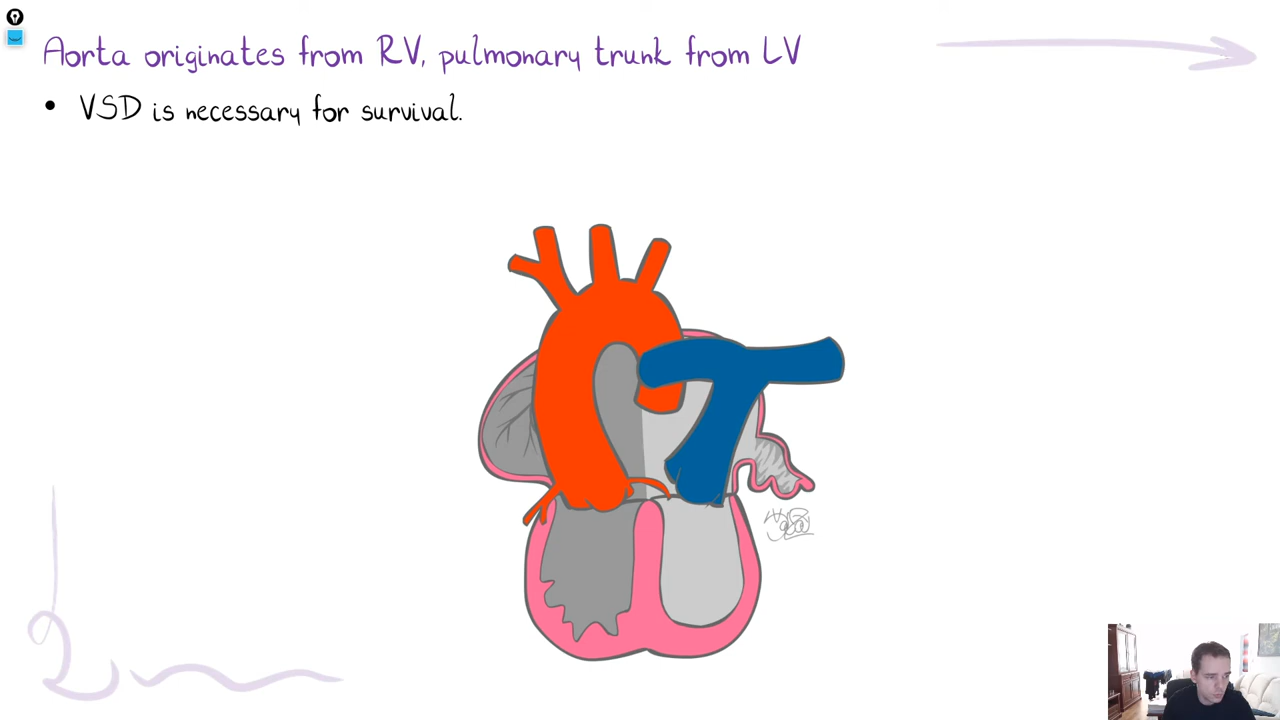 Aorta originates from RV, pulmonary trunk from LV
• VSD is necessary for survival.